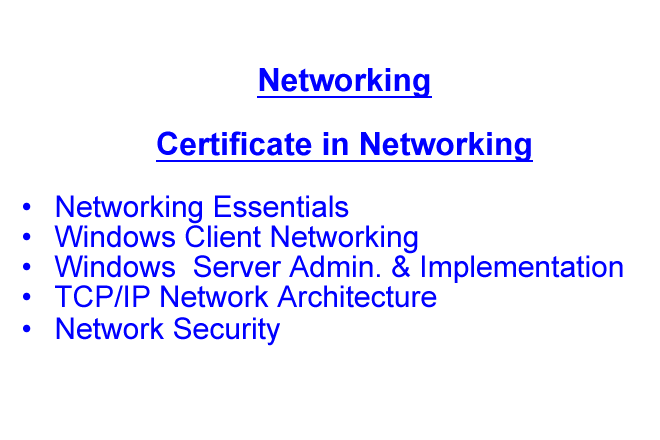 Networking
Certificate in Networking
• Networking Essentials
• Windows Client Networking
• Windows  Server Admin. & Implementation
• TCP/IP Network Architecture
• Network Security